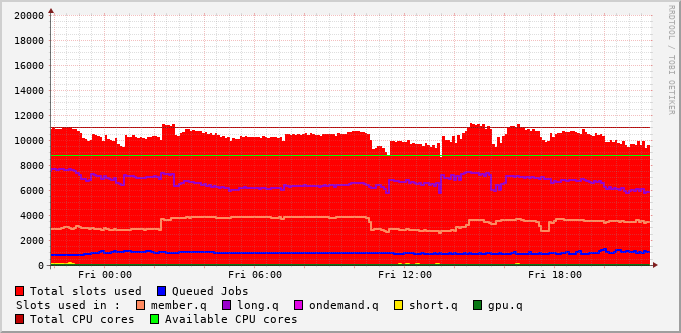 20000
18000
16000
14000
12000
10000
8000
6000
4000
2000
0
Fri 00:00 Fri 06:00 Fri 12:00 Fri 18:00
RRDTOOL / TOBI OETIKER
Total slots used Queued Jobs
Slots used in : member.q long.q ondemand.q short.q gpu.q
Total CPU cores Available CPU cores